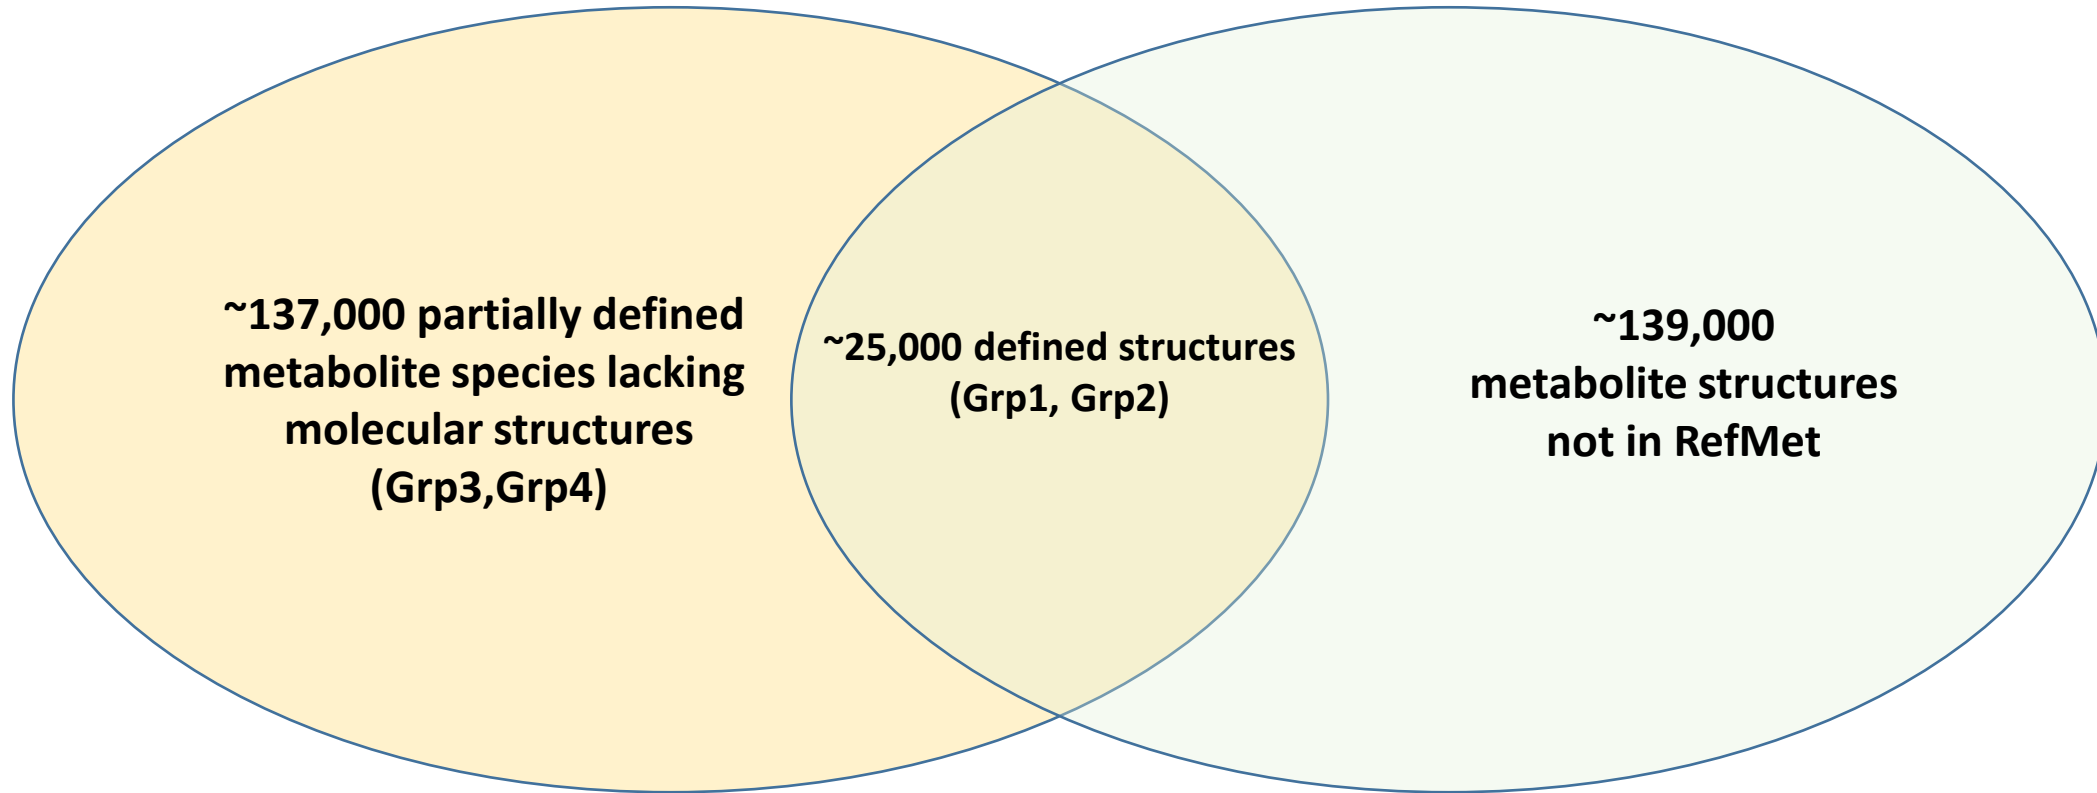 ~137,000 partially defined
metabolite species lacking
molecular structures
(Grp3,Grp4)
~25,000 defined structures
(Grp1, Grp2)
~139,000
metabolite structures
not in RefMet